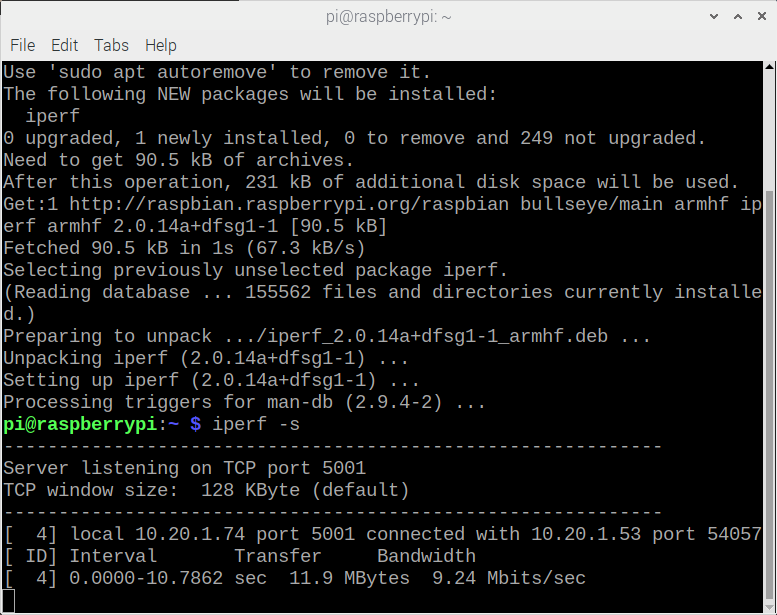 pi@raspberrypi: ~
File Edit Tabs Help
Use 'sudo apt autoremove' to remove it.
The following NEW packages will be installed:
  iperf
0 upgraded, 1 newly installed, 0 to remove and 249 not upgraded.
Need to get 90.5 kB of archives.
After this operation, 231 kB of additional disk space will be used.
Get:1 http://raspbian.raspberrypi.org/raspbian bullseye/main armhf ip
erf armhf 2.0.14a+dfsg1-1 [90.5 kB]
Fetched 90.5 kB in 1s (67.3 kB/s)
Selecting previously unselected package iperf.
(Reading database ... 155562 files and directories currently installe
d.)
Preparing to unpack .../iperf_2.0.14a+dfsg1-1_armhf.deb ...
Unpacking iperf (2.0.14a+dfsg1-1) ...
Setting up iperf (2.0.14a+dfsg1-1) ...
Processing triggers for man-db (2.9.4-2) ...
pi@raspberrypi:~ $ iperf -s
------------------------------------------------------------
Server listening on TCP port 5001
TCP window size:  128 KByte (default)
------------------------------------------------------------
[  4] local 10.20.1.74 port 5001 connected with 10.20.1.53 port 54057
[ ID] Interval       Transfer     Bandwidth
[  4] 0.0000-10.7862 sec  11.9 MBytes  9.24 Mbits/sec